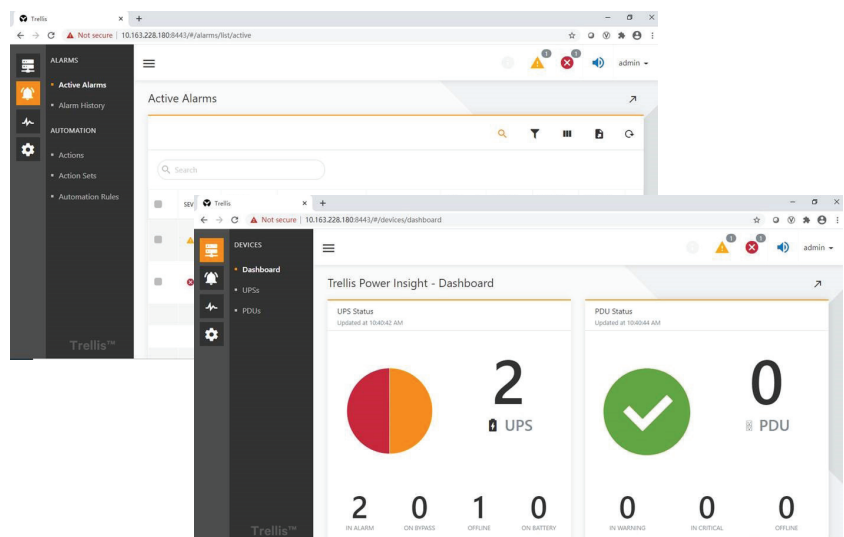 Trellis
Not secure | 10.163.228.180:8443/#/alarms/list/active
ALARMS
Active Alarms
Alarm History
AUTOMATION
Actions
Action Sets
Automation Rules
Trellis™
1
1
admin
Active Alarms
Search
SEV
Trellis
Not secure | 10.163.228.180:8443/#/devices/dashboard
DEVICES
Dashboard
UPSs
PDUs
Trellis™
1
1
admin
Trellis Power Insight - Dashboard
UPS Status
Updated at 10:40:42 AM
2
UPS
2 0 1 0
IN ALARM ON BYPASS OFFLINE ON BATTERY
PDU Status
Updated at 10:40:44 AM
0
PDU
0 0 0
IN WARNING IN CRITICAL OFFLINE